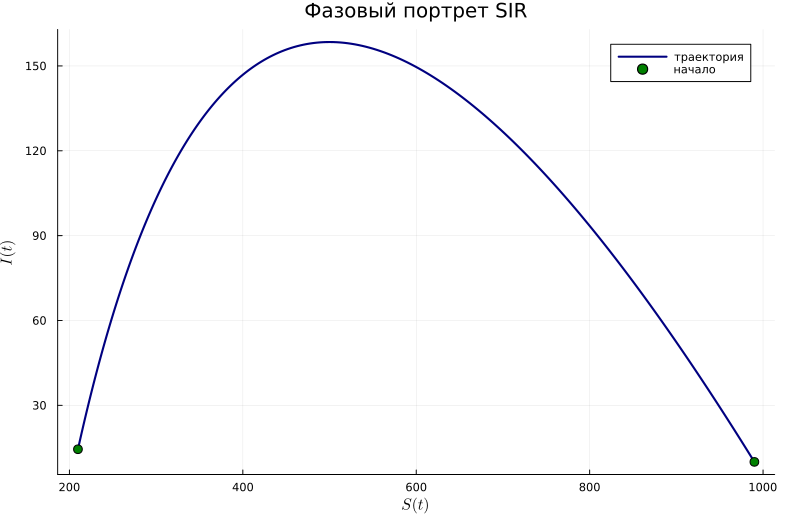 Фазовый портрет SIR
траектория
начало
150
120
90
60
30
I(t)
200 400 600 800 1000
S(t)